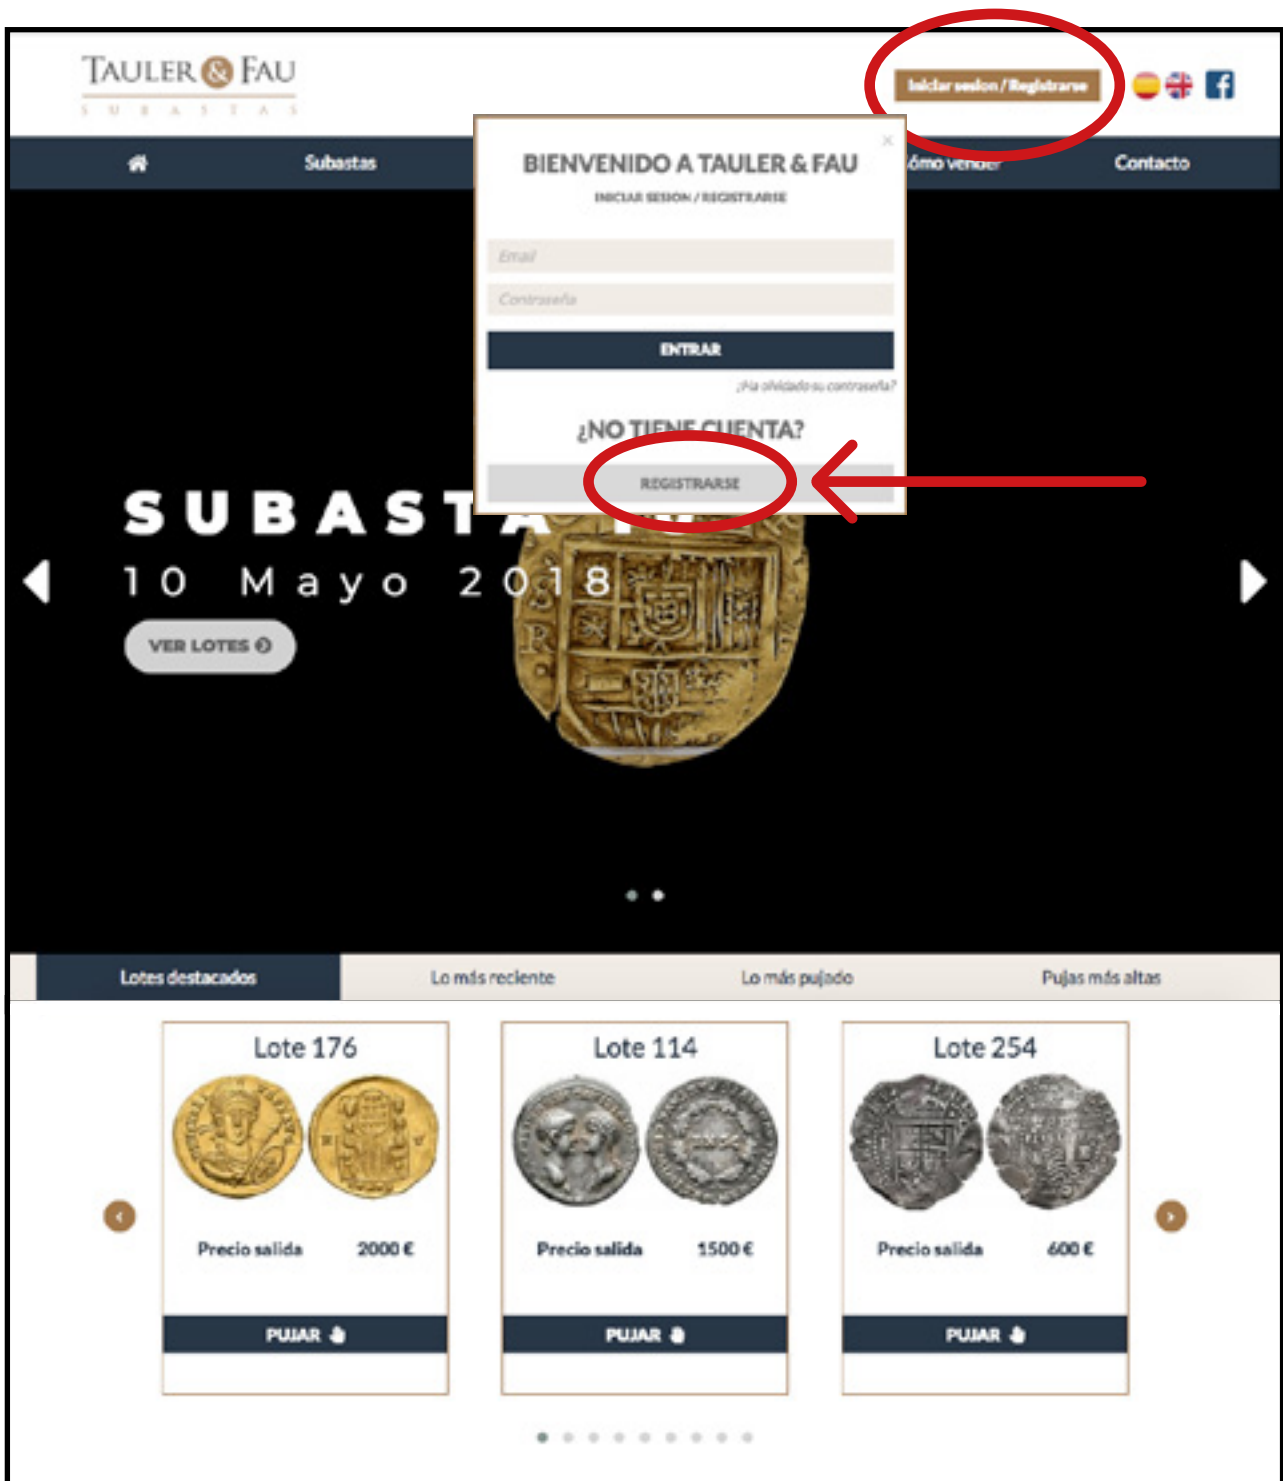 TAULER & FAU
SUBASTAS
Iniciar sesion / Registrarse
Subastas
ómo vender
Contacto
×
BIENVENIDO A TAULER & FAU
INICIAR SESION / REGISTRARSE
Email
Contraseña
ENTRAR
¿Ha olvidado su contraseña?
¿NO TIENE CUENTA?
REGISTRARSE
SUBASTA
10 Mayo 2018
VER LOTES
Lotes destacados
Lo más reciente
Lo más pujado
Pujas más altas
Lote 176
Lote 114
Lote 254
Precio salida 2000 €
Precio salida 1500 €
Precio salida 600 €
PUJAR
PUJAR
PUJAR